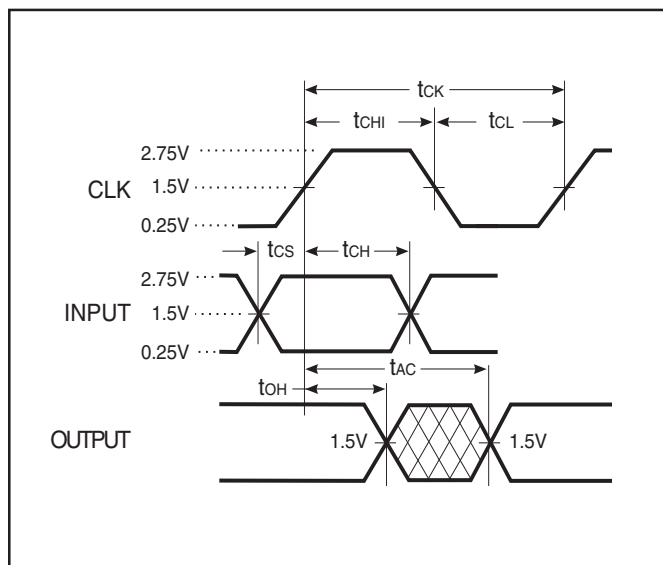 tCK
tCHI tCL
2.75V
CLK 1.5V
0.25V
tCS tCH
2.75V
INPUT 1.5V
0.25V
tAC
tOH
OUTPUT 1.5V 1.5V